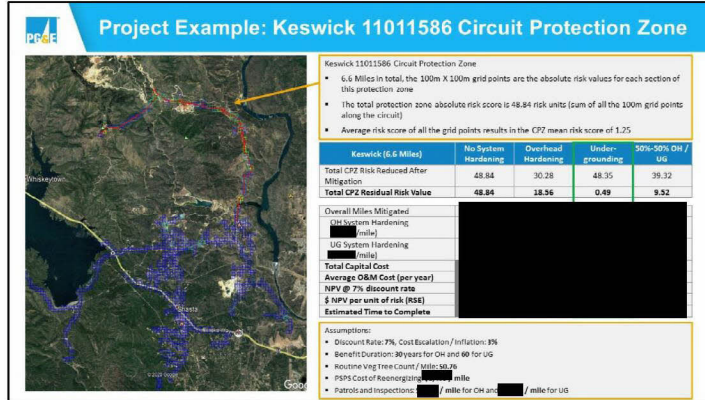 PG&E
Project Example: Keswick 11011586 Circuit Protection Zone
Keswick 11011586 Circuit Protection Zone
▪ 6.6 Miles in total, the 100m X 100m grid points are the absolute risk values for each section of
this protection zone
▪ The total protection zone absolute risk is 48.84 risk units (sum of all the 100m grid points
along the circuit)
▪ Average risk score of all the grid points results in the CPZ mean risk score of 1.25
Keswick (6.6 Miles) No System Hardening Overhead Hardening Under-grounding 50%-50% OH / UG
Total CPZ Risk Reduced After Mitigation 48.84 30.28 48.35 39.32
Total CPZ Residual Risk Value 48.84 18.56 0.49 9.52
Overall Miles Mitigated
OH System Hardening
/mile)
UG System Hardening
/mile)
Total Capital Cost
Average O&M Cost (per year)
NPV @ 7% discount rate
$ NPV per unit of risk (RSE)
Estimated Time to Complete
Assumptions:
▪ Discount Rate: 7%, Cost Escalation / Inflation: 3%
▪ Benefit Duration: 30 years for OH and 60 for UG
▪ Routine Veg Tree Count / Mile: 50.76
▪ PSPS Cost of Reenergizing mile
▪ Patrols and Inspections: / mile for OH and / mile for UG
Whiskeytown
Shasta
Goo